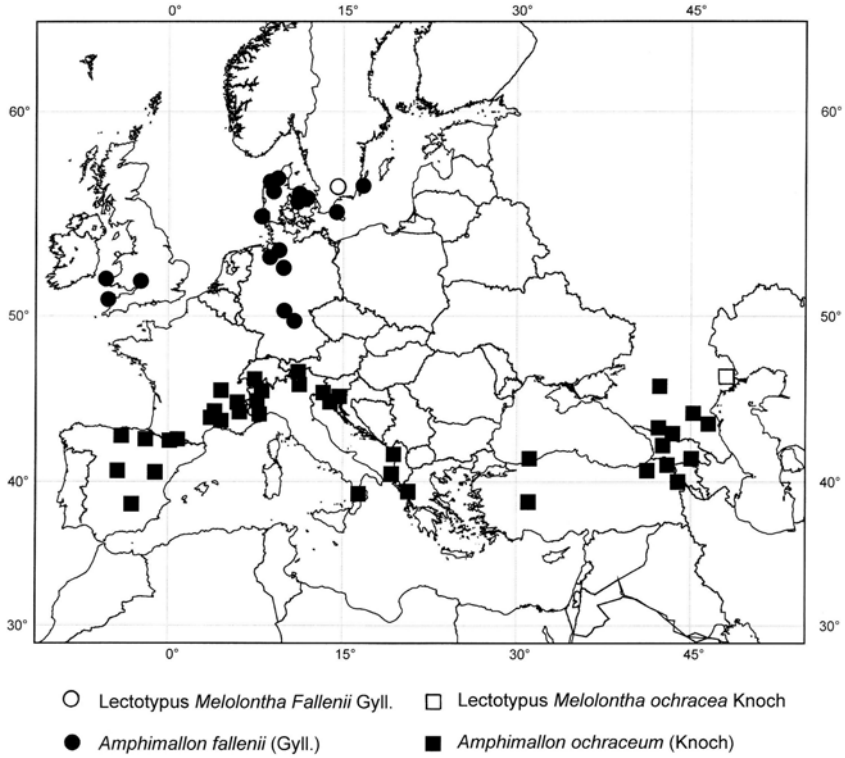 0° 15° 30° 45°
60° 60°
50° 50°
40° 40°
30° 30°
0° 15° 30° 45°
Lectotypus Melolontha Fallenii Gyll. Lectotypus Melolontha ochracea Knoch
Amphimallon fallenii (Gyll.) Amphimallon ochraceum (Knoch)